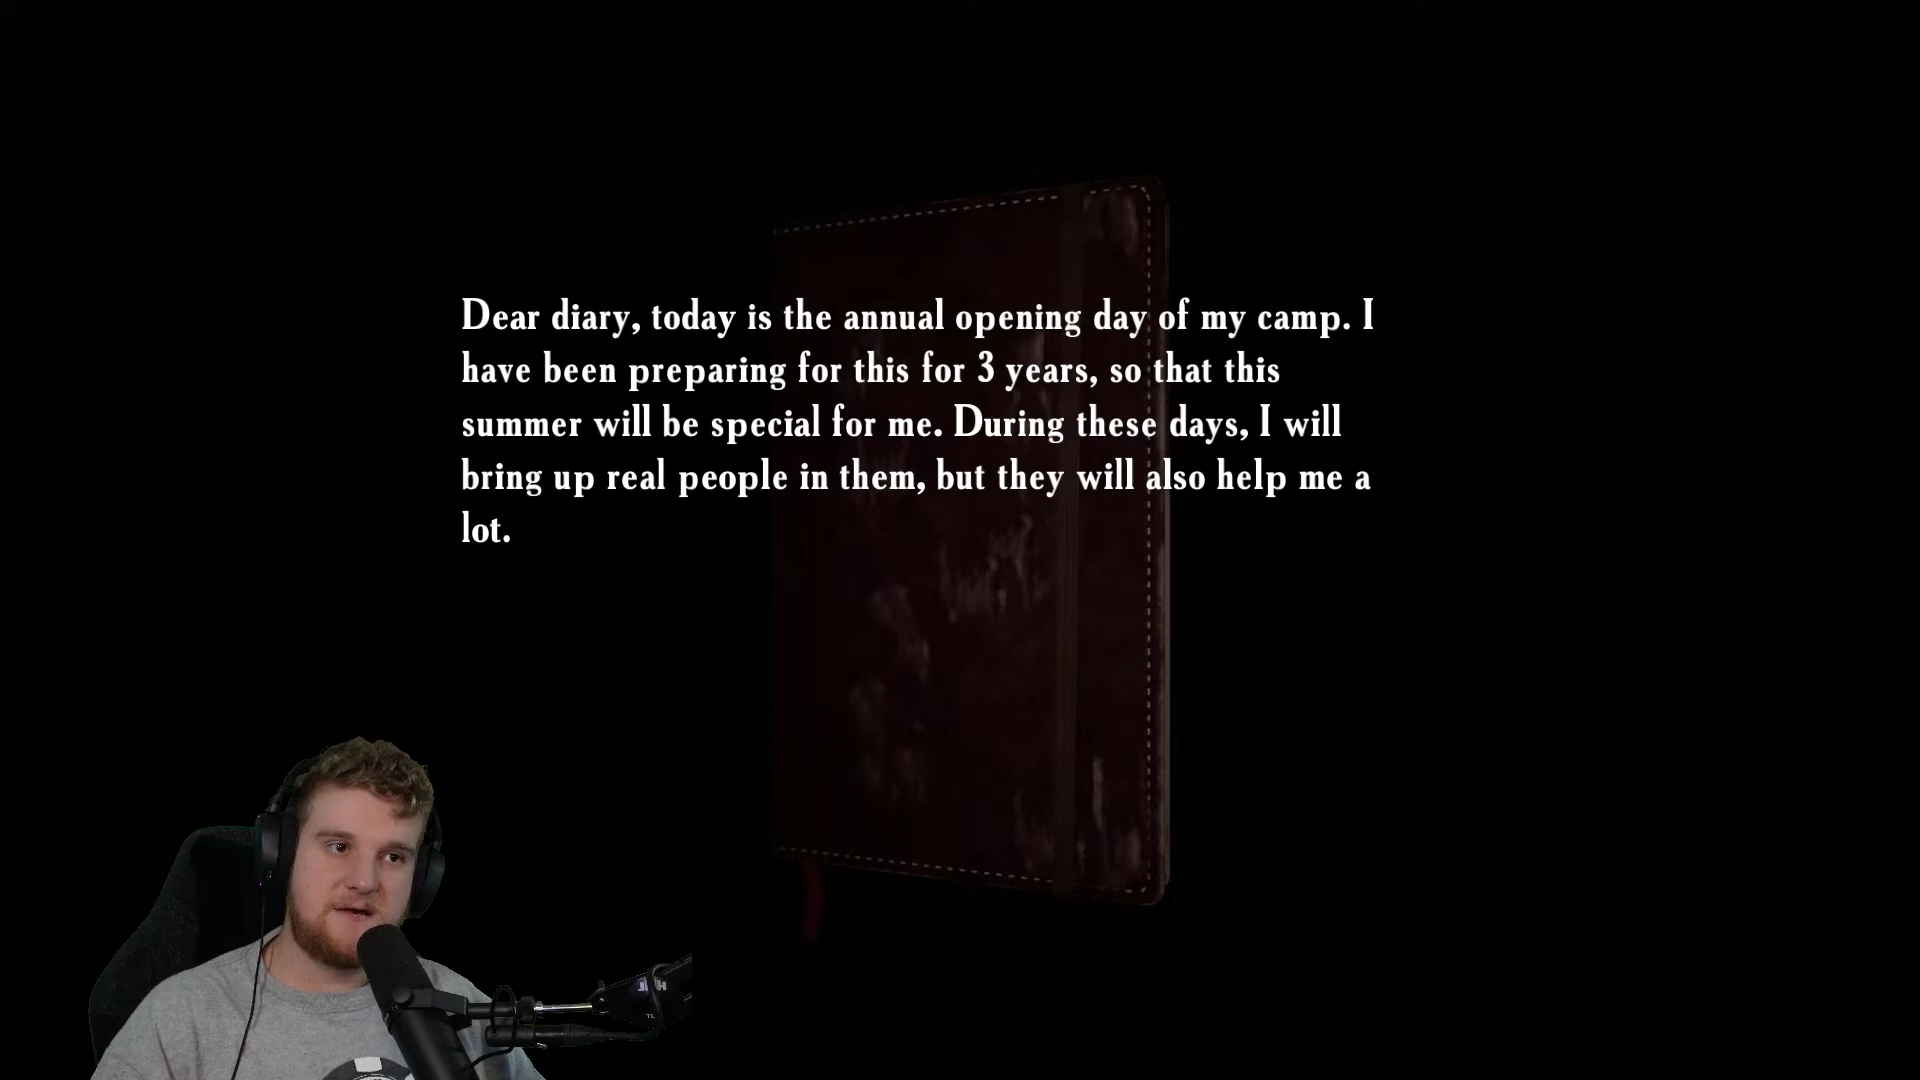 Dear diary, today is the annual opening day of my camp. I
have been preparing for this for 3 years, so that this
summer will be special for me. During these days, I will
bring up real people in them, but they will also help me a
lot.